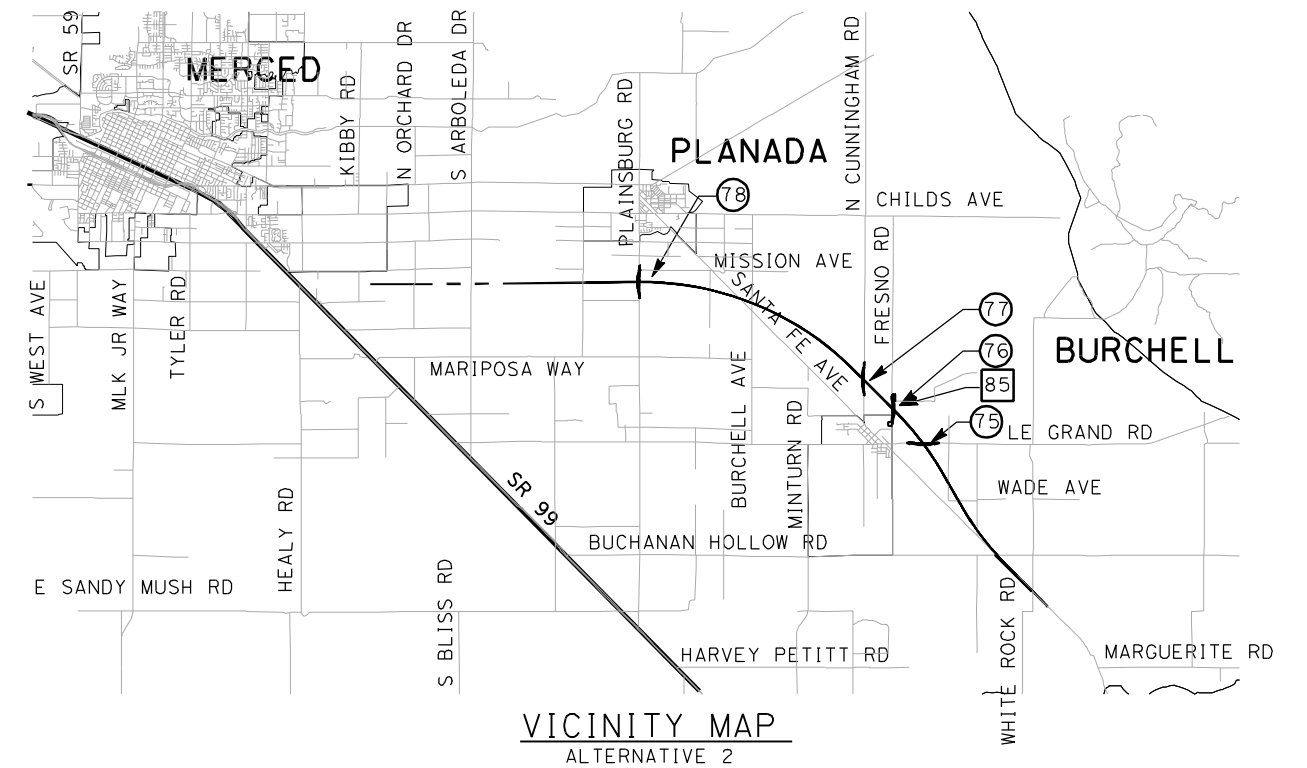 SR 59
MERCED
KIBBY RD
N ORCHARD DR
S ARBOLEDA DR
PLAINSBURG RD
PLANADA
N CUNNINGHAM RD
78
CHILDS AVE
MISSION AVE
SANTA FE AVE
FRESNO RD
S WEST AVE
MLK JR WAY
TYLER RD
77
76
85
75
BURCHELL
MARIPOSA WAY
BURCHELL AVE
MINTURN RD
LE GRAND RD
WADE AVE
SR 99
HEALY RD
BUCHANAN HOLLOW RD
E SANDY MUSH RD
S BLISS RD
WHITE ROCK RD
HARVEY PETITT RD
MARGUERITE RD
VICINITY MAP
ALTERNATIVE 2